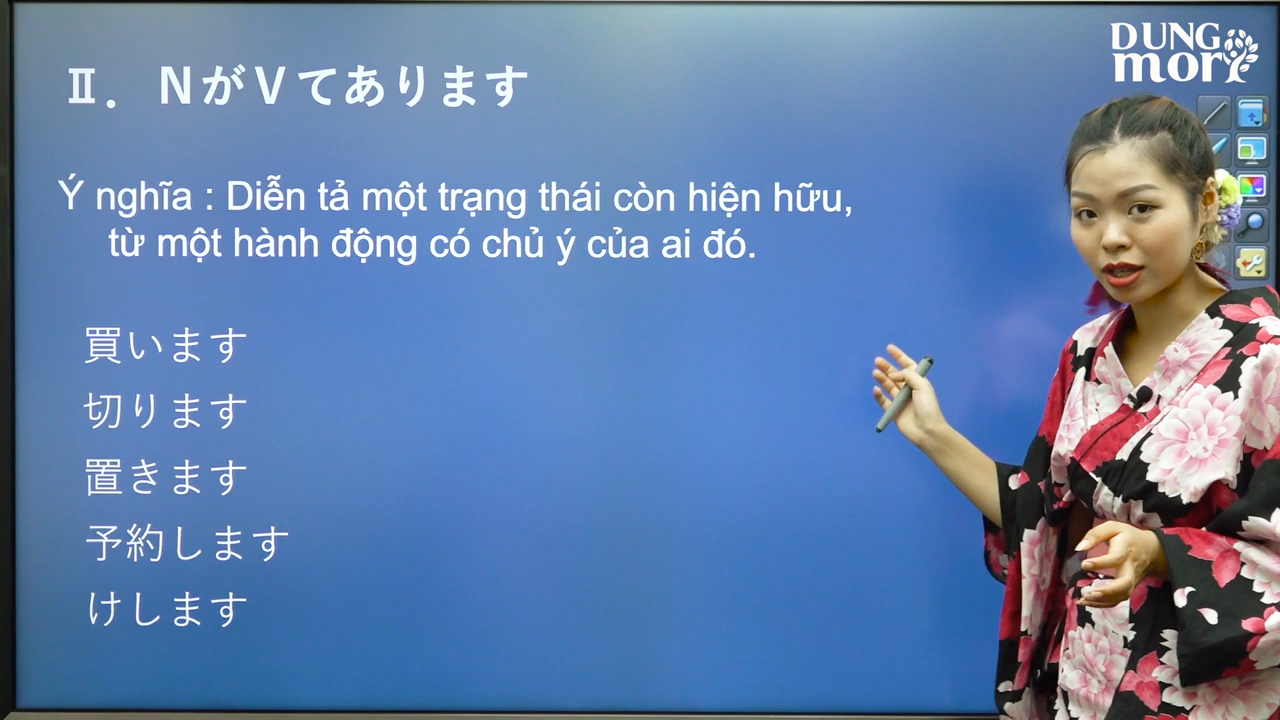 Ⅱ．ＮがＶてあります
Ý nghĩa : Diễn tả một trạng thái còn hiện hữu,
từ một hành động có chủ ý của ai đó.
買います
切ります
置きます
予約します
けします
DUNG
mori